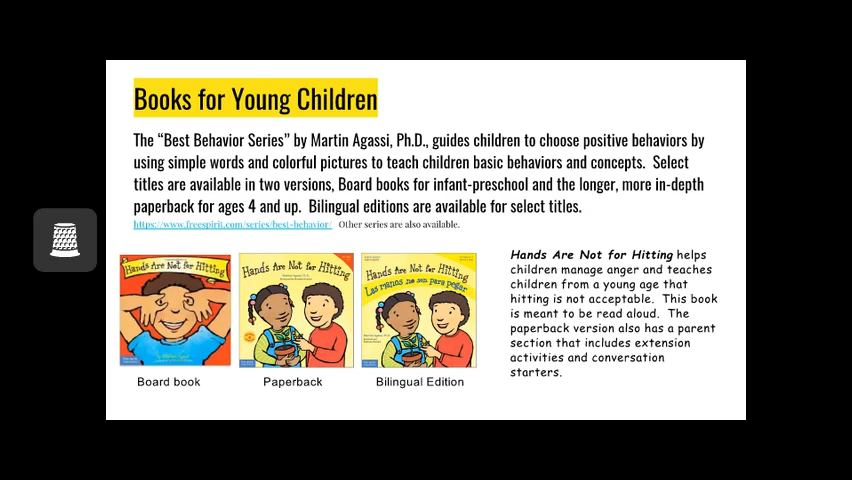 Books for Young Children
The “Best Behavior Series” by Martin Agassi, Ph.D., guides children to choose positive behaviors by
using simple words and colorful pictures to teach children basic behaviors and concepts. Select
titles are available in two versions, Board books for infant-preschool and the longer, more in-depth
paperback for ages 4 and up. Bilingual editions are available for select titles.
https://www.freespirit.com/series/best-behavior/ Other series are also available.
Hands Are Not for Hitting
Hands Are Not for Hitting
Hands Are Not for Hitting
Las manos no son para pegar
Board book
Paperback
Bilingual Edition
Hands Are Not for Hitting helps
children manage anger and teaches
children from a young age that
hitting is not acceptable. This book
is meant to be read aloud. The
paperback version also has a parent
section that includes extension
activities and conversation
starters.